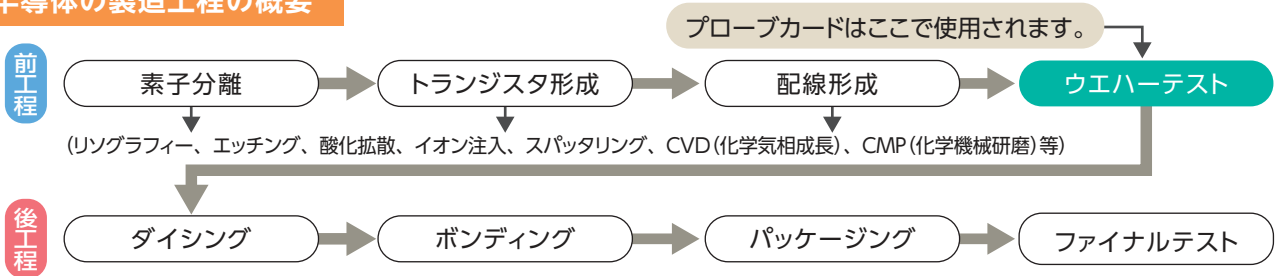 半導体の製造工程の概要
プローブカードはここで使用されます。
前工程
素子分離
トランジスタ形成
配線形成
ウエハーテスト
(リソグラフィー、エッチング、酸化拡散、イオン注入、スパッタリング、CVD(化学気相成長)、CMP(化学機械研磨)等)
後工程
ダイシング
ボンディング
パッケージング
ファイナルテスト